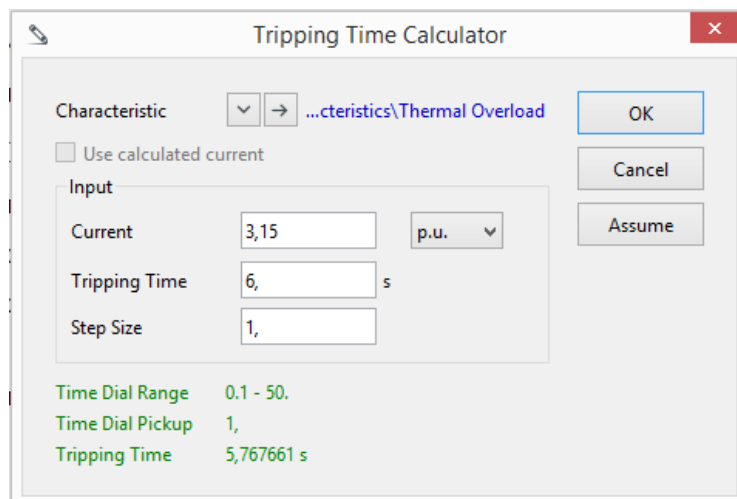 Tripping Time Calculator
Characteristic ...cteristics\Thermal Overload OK
Use calculated current Cancel
Input
Current 3,15 p.u. Assume
Tripping Time 6, s
Step Size 1,
Time Dial Range 0.1 - 50.
Time Dial Pickup 1,
Tripping Time 5,767661 s